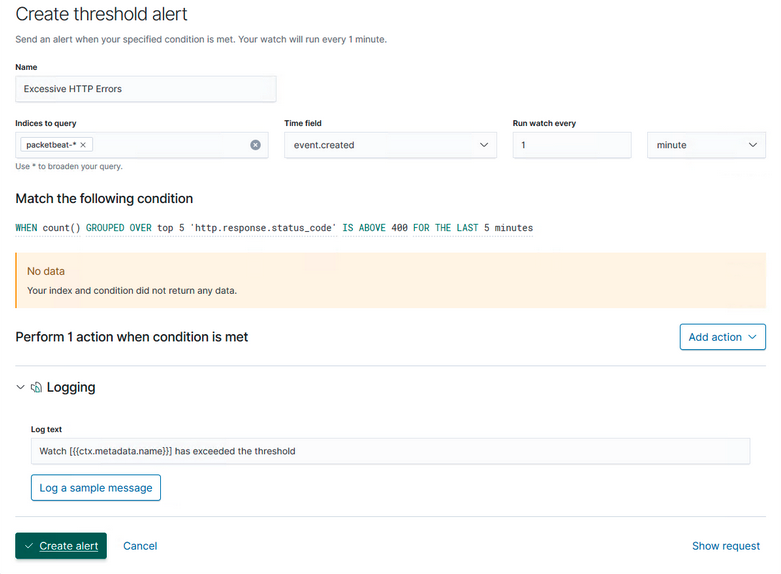 Create threshold alert
Send an alert when your specified condition is met. Your watch will run every 1 minute.
Name
Excessive HTTP Errors
Indices to query
Time field
Run watch every
packetbeat-* ×
event.created
1
minute
Use * to broaden your query.
Match the following condition
WHEN count() GROUPED OVER top 5 'http.response.status_code' IS ABOVE 400 FOR THE LAST 5 minutes
No data
Your index and condition did not return any data.
Perform 1 action when condition is met
Add action
Logging
Log text
Watch [{{ctx.metadata.name}}] has exceeded the threshold
Log a sample message
Create alert
Cancel
Show request